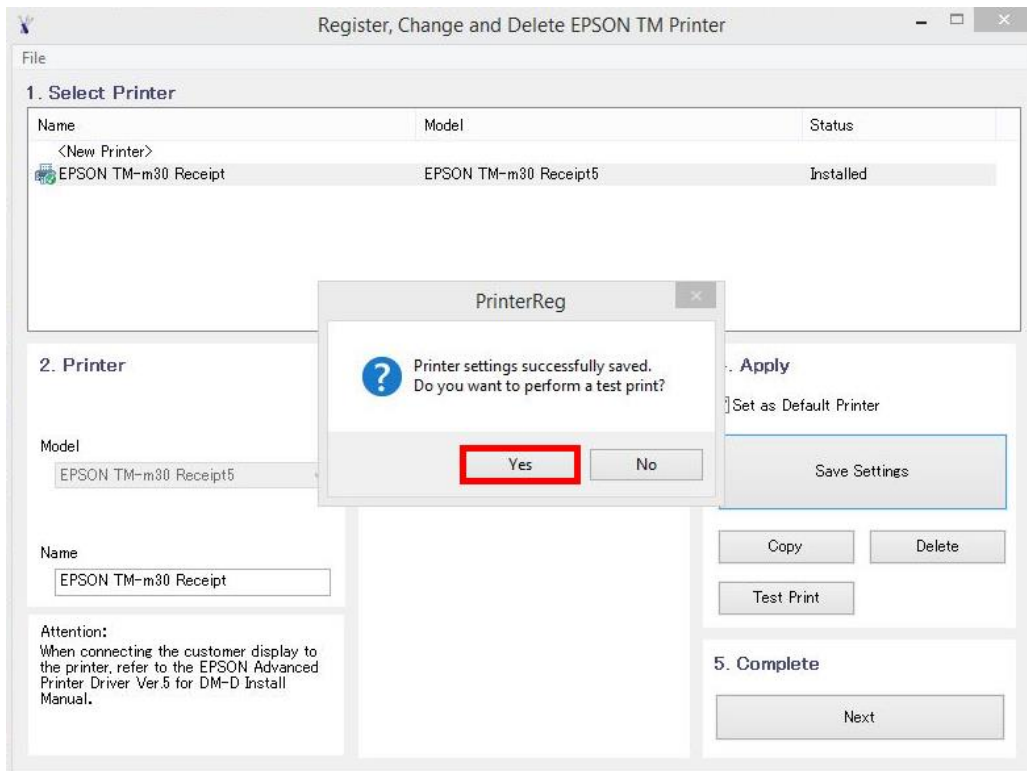 Register, Change and Delete EPSON TM Printer
File
1. Select Printer
Name Model Status
<New Printer>
EPSON TM-m30 Receipt EPSON TM-m30 Receipt5 Installed
PrinterReg
Printer settings successfully saved.
Do you want to perform a test print?
Yes No
2. Printer
Model
EPSON TM-m30 Receipt5
Name
EPSON TM-m30 Receipt
Attention:
When connecting the customer display to
the printer, refer to the EPSON Advanced
Printer Driver Ver.5 for DM-D Install
Manual.
. Apply
Set as Default Printer
Save Settings
Copy Delete
Test Print
5. Complete
Next